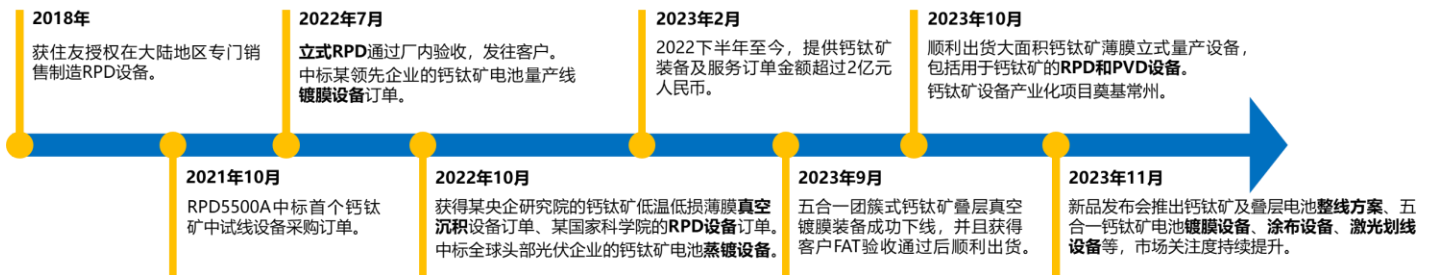 2018年
获住友授权在大陆地区专门销
售制造RPD设备。
2021年10月
RPD5500A中标首个钙钛
矿中试线设备采购订单。
2022年7月
立式RPD通过厂内验收，发往客户。
中标某领先企业的钙钛矿电池量产线
镀膜设备订单。
2022年10月
获得某央企研究院的钙钛矿低温低损薄膜真空
沉积设备订单、某国家科学院的RPD设备订单。
中标全球头部光伏企业的钙钛矿电池蒸镀设备。
2023年2月
2022下半年至今，提供钙钛矿
装备及服务订单金额超过2亿元
人民币。
2023年9月
五合一团簇式钙钛矿叠层真空
镀膜装备成功下线，并且获得
客户FAT验收通过后顺利出货。
2023年10月
顺利出货大面积钙钛矿薄膜立式量产设备，
包括用于钙钛矿的RPD和PVD设备。
钙钛矿设备产业化项目奠基常州。
2023年11月
新品发布会推出钙钛矿及叠层电池整线方案、五
合一钙钛矿电池镀膜设备、涂布设备、激光划线
设备等，市场关注度持续提升。